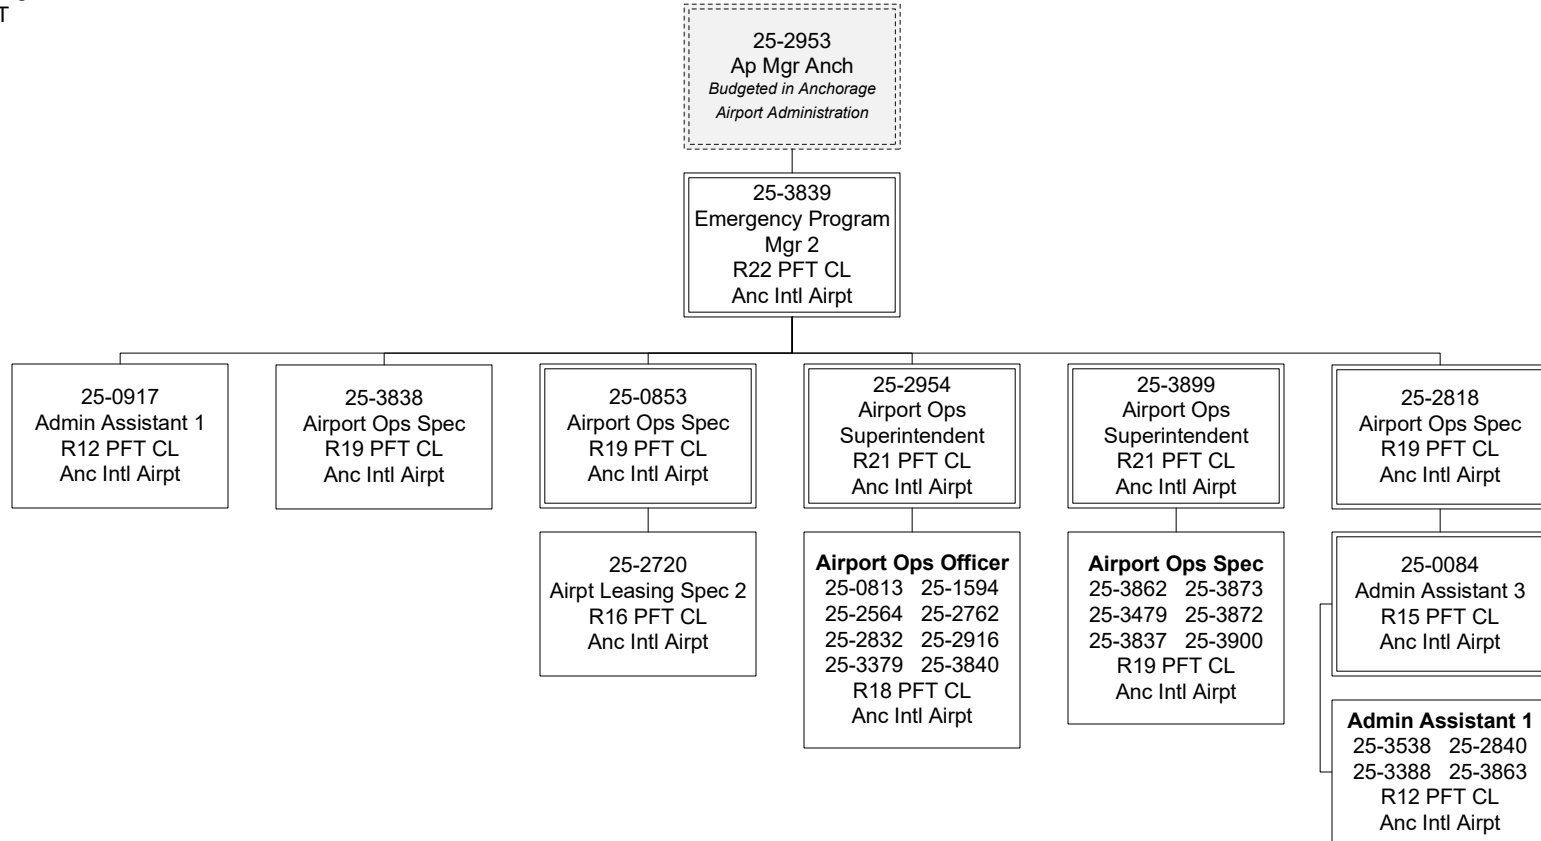 T
25-2953
Ap Mgr Anch
Budgeted in Anchorage
Airport Administration
25-3839
Emergency Program
Mgr 2
R22 PFT CL
Anc Intl Airpt
25-0917
Admin Assistant 1
R12 PFT CL
Anc Intl Airpt
25-3838
Airport Ops Spec
R19 PFT CL
Anc Intl Airpt
25-0853
Airport Ops Spec
R19 PFT CL
Anc Intl Airpt
25-2954
Airport Ops
Superintendent
R21 PFT CL
Anc Intl Airpt
25-3899
Airport Ops
Superintendent
R21 PFT CL
Anc Intl Airpt
25-2818
Airport Ops Spec
R19 PFT CL
Anc Intl Airpt
25-2720
Airpt Leasing Spec 2
R16 PFT CL
Anc Intl Airpt
Airport Ops Officer
25-0813 25-1594
25-2564 25-2762
25-2832 25-2916
25-3379 25-3840
R18 PFT CL
Anc Intl Airpt
Airport Ops Spec
25-3862 25-3873
25-3479 25-3872
25-3837 25-3900
R19 PFT CL
Anc Intl Airpt
25-0084
Admin Assistant 3
R15 PFT CL
Anc Intl Airpt
Admin Assistant 1
25-3538 25-2840
25-3388 25-3863
R12 PFT CL
Anc Intl Airpt